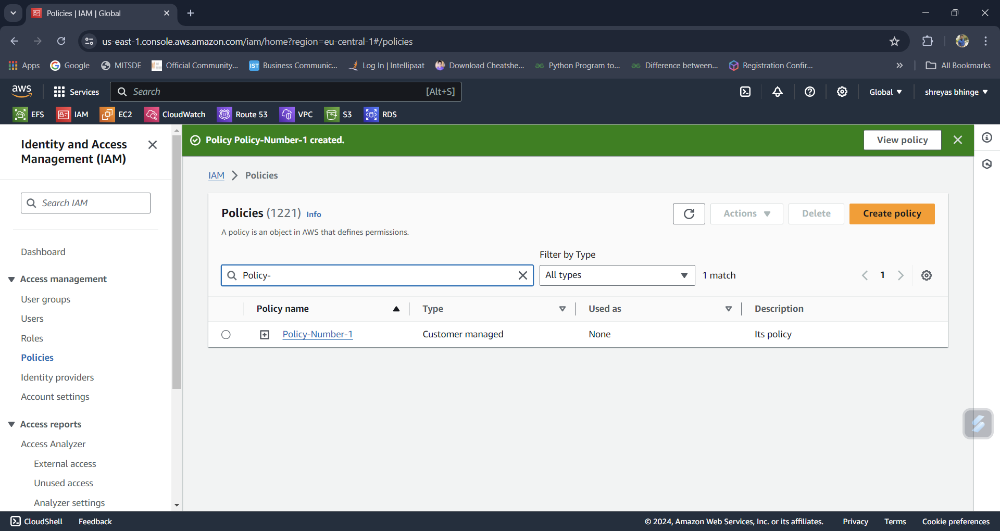 Policies | IAM | Global
us-east-1.console.aws.amazon.com/iam/home?region=eu-central-1#/policies
Apps Google MITSDE Official Community... IST Business Communic... Log In | Intellipaat Download Cheatshe... Python Program to... Difference between... Registration Confir... All Bookmarks
aws Services Search [Alt+S] Global shreyas bhinge
EFS IAM EC2 CloudWatch 53 Route 53 VPC S3 RDS
Identity and Access
Management (IAM)
Search IAM
Dashboard
Access management
User groups
Users
Roles
Policies
Identity providers
Account settings
Access reports
Access Analyzer
External access
Unused access
Analyzer settings
Policy Policy-Number-1 created. View policy
IAM > Policies
Policies (1221) Info Actions Delete Create policy
A policy is an object in AWS that defines permissions.
Filter by Type
Policy- All types 1 match 1
Policy name Type Used as Description
Policy-Number-1 Customer managed None Its policy
CloudShell Feedback © 2024, Amazon Web Services, Inc. or its affiliates. Privacy Terms Cookie preferences